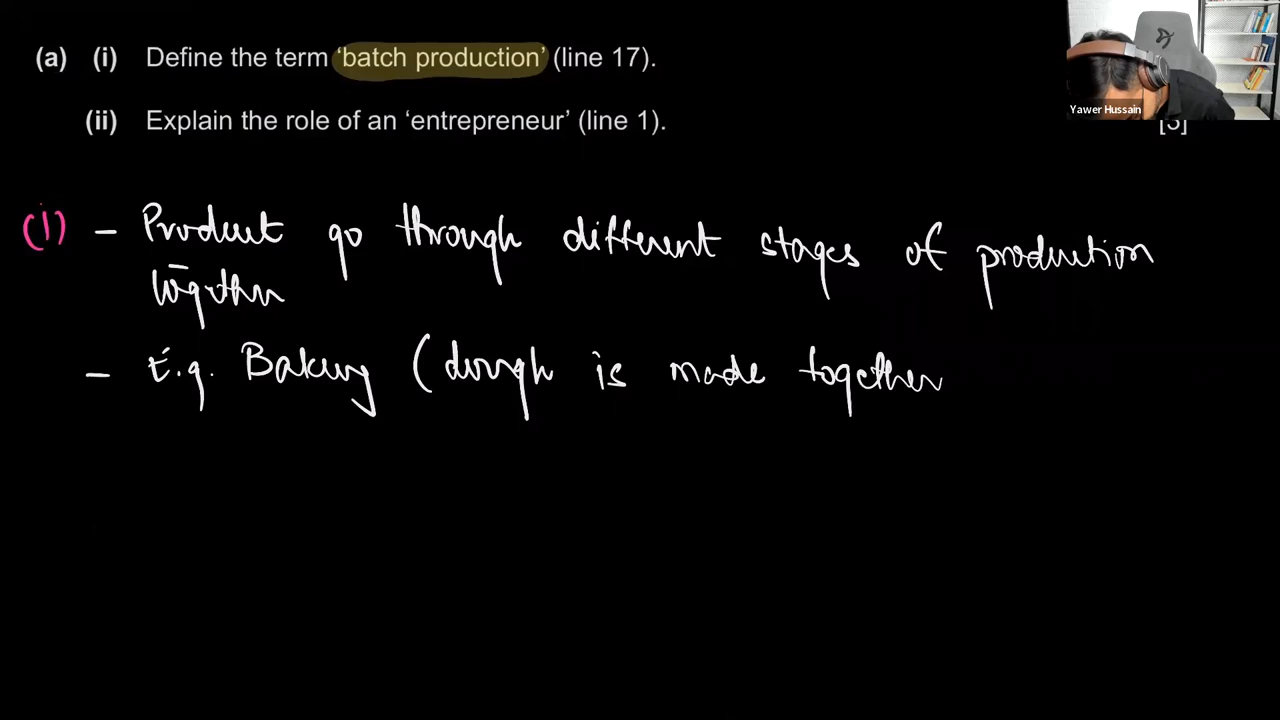 (a) (i) Define the term ‘batch production’ (line 17).
(ii) Explain the role of an ‘entrepreneur’ (line 1).
Yawer Hussain
(i) - Product go through different stages of production
together
- E.g. Baking (dough is made together